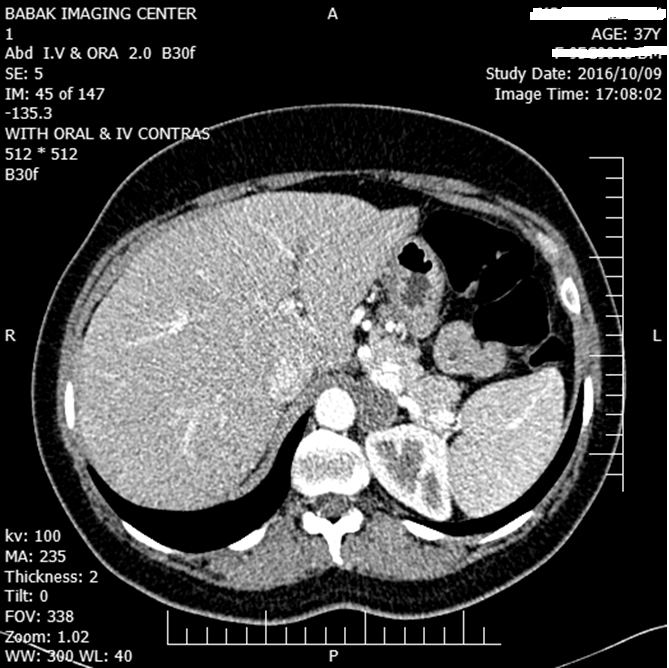 BABAK IMAGING CENTER
1
Abd I.V & ORA 2.0 B30f
SE: 5
IM: 45 of 147
-135.3
WITH ORAL & IV CONTRAS
512 * 512
B30f
A
AGE: 37Y
Study Date: 2016/10/09
Image Time: 17:08:02
R
L
kv: 100
MA: 235
Thickness: 2
Tilt: 0
FOV: 338
Zoom: 1.02
WW: 300 WL: 40
P